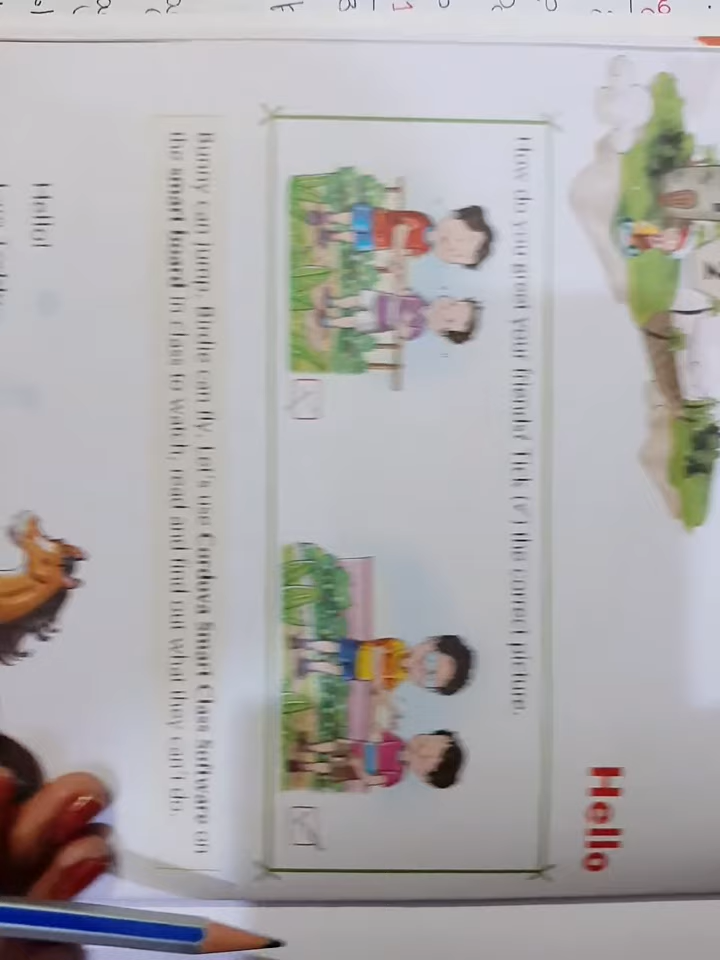 Hello
How do you greet your friends? Tick (✓) the correct picture.
Bunny can jump. Birdie can fly. Let's use Cordova Smart Class Software on
the smart board in class to watch, read and find out what they can't do.
Hello!